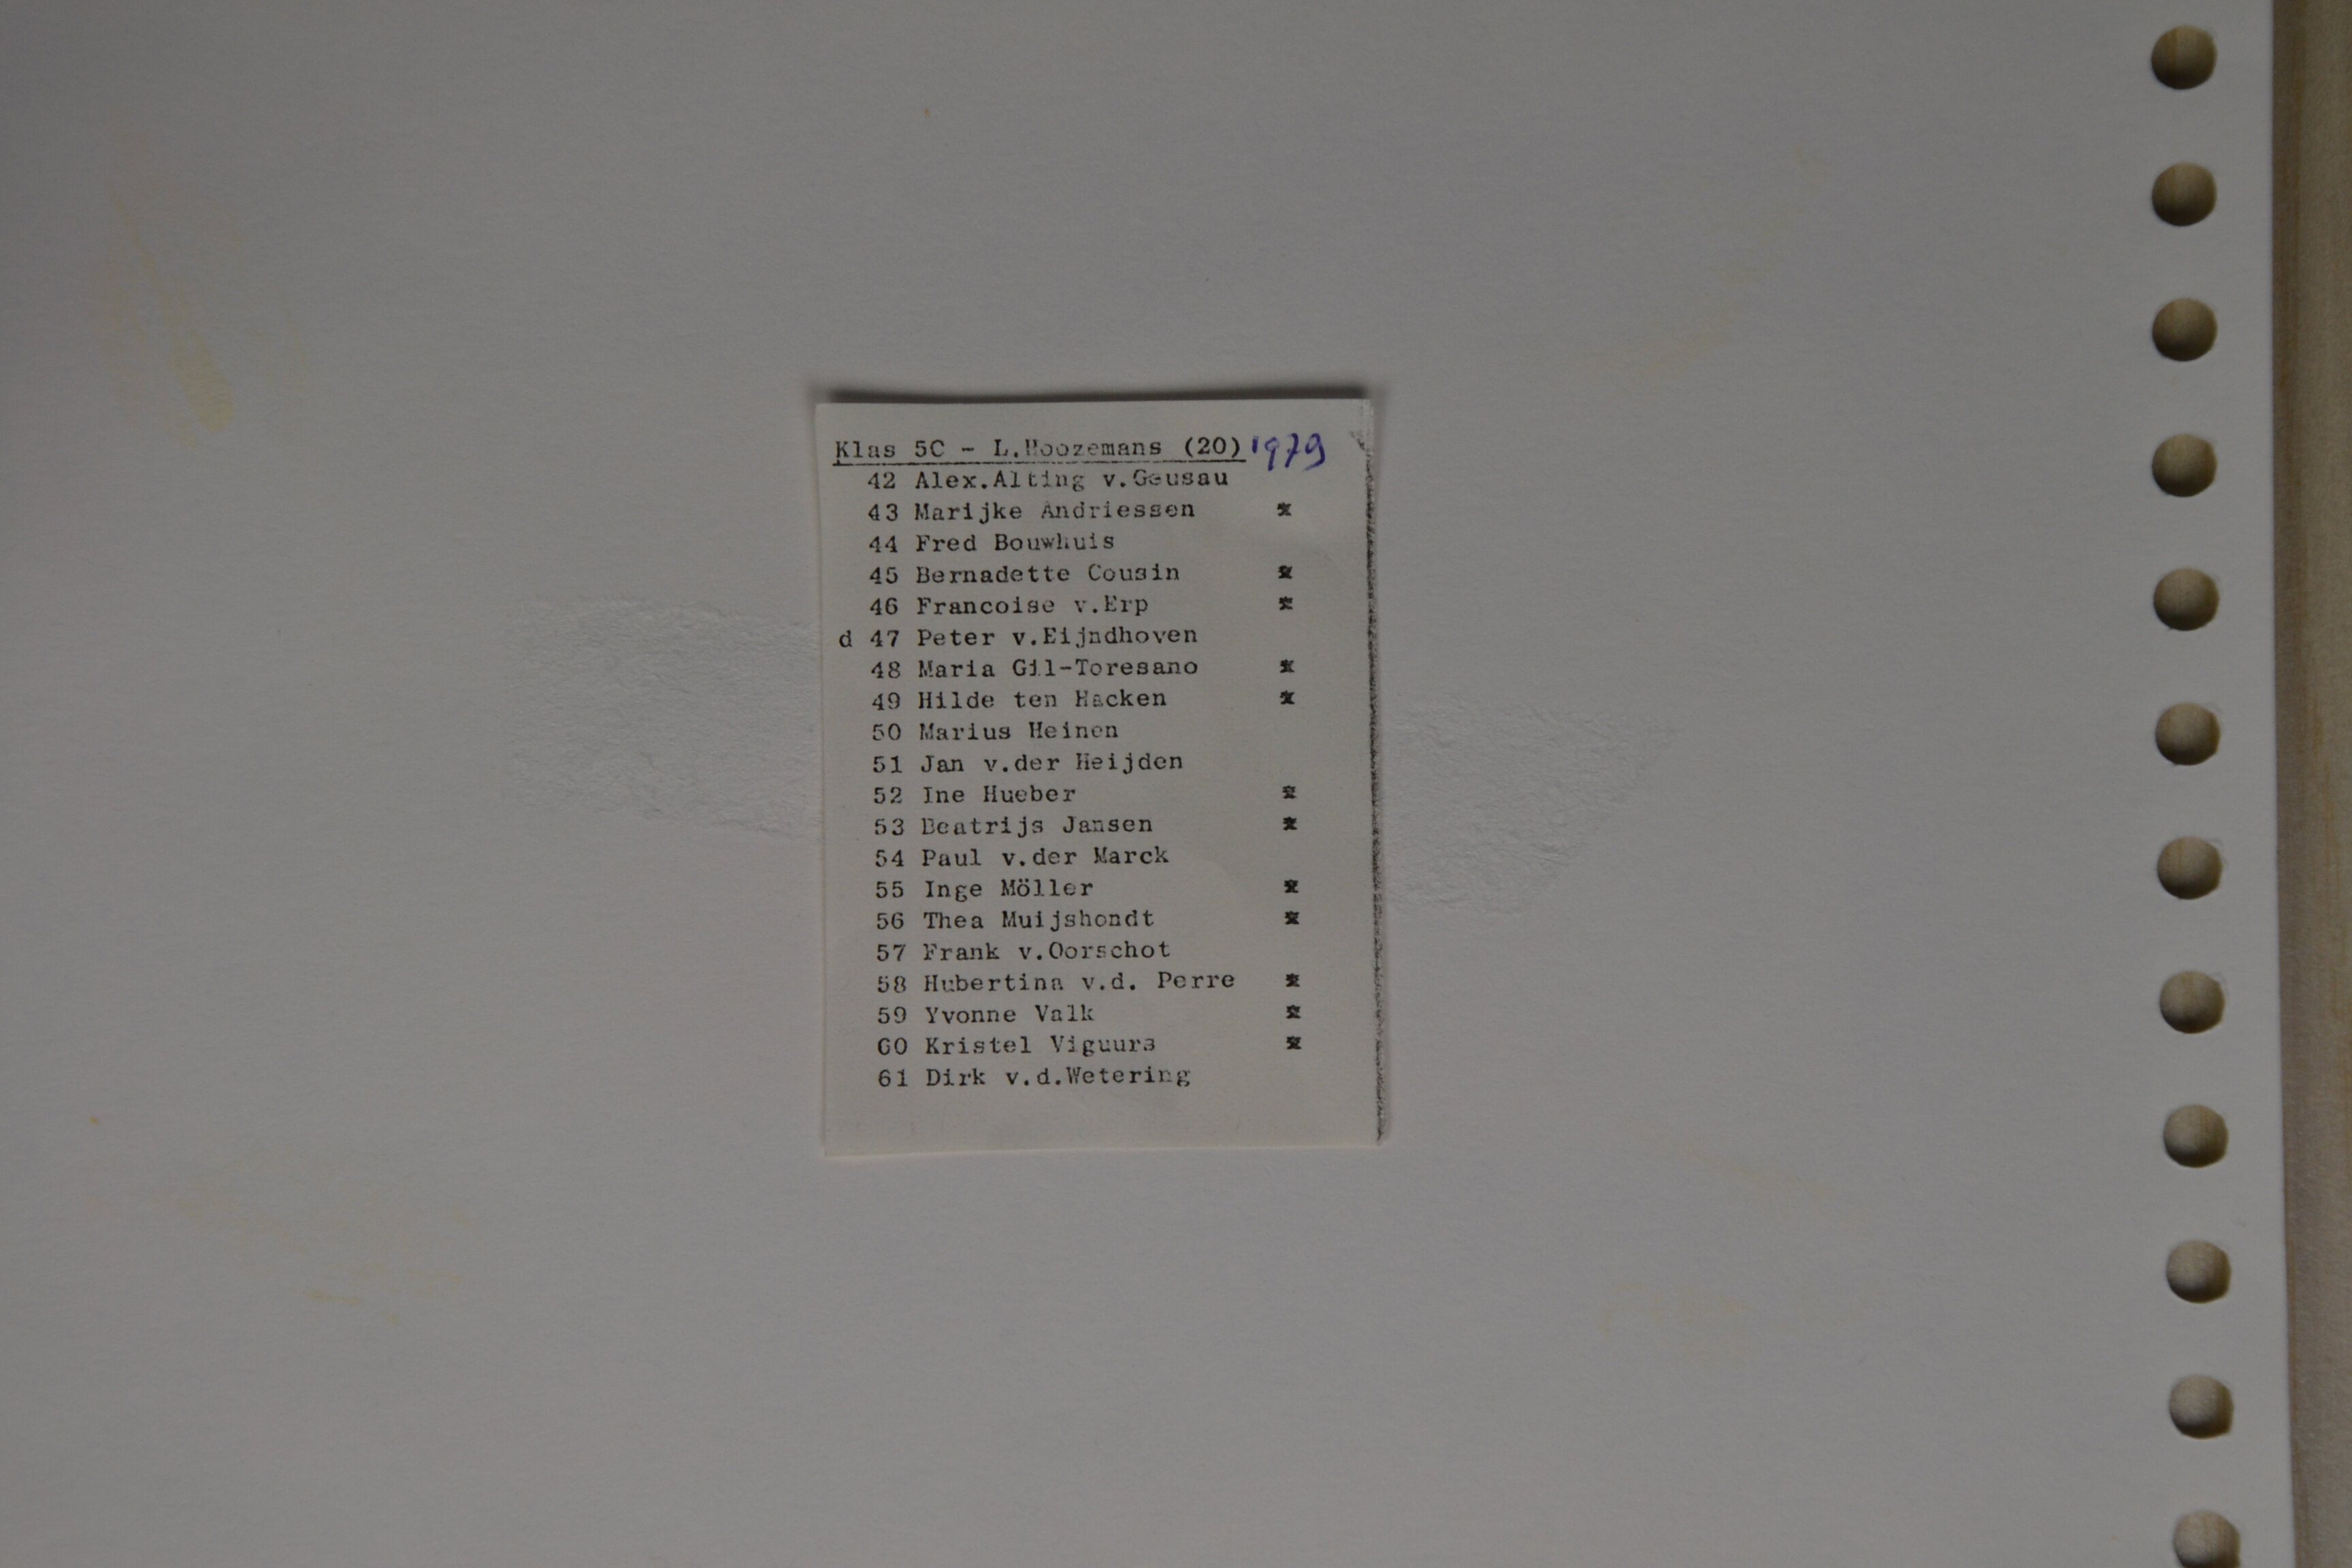 Klas 5C - L.Hoozemans (20) 1979
42 Alex.Alting v.Geusau
43 Marijke Andriessen *
44 Fred Bouwhuis
45 Bernadette Cousin *
46 Francoise v.Erp *
d 47 Peter v.Eijndhoven
48 Maria Gil-Toresano *
49 Hilde ten Hacken *
50 Marius Heinen
51 Jan v.der Heijden
52 Ine Hueber *
53 Beatrijs Jansen *
54 Paul v.der Marck
55 Inge Möller *
56 Thea Muijshondt *
57 Frank v.Oorschot
58 Hubertina v.d. Perre *
59 Yvonne Valk *
60 Kristel Viguurs *
61 Dirk v.d.Wetering